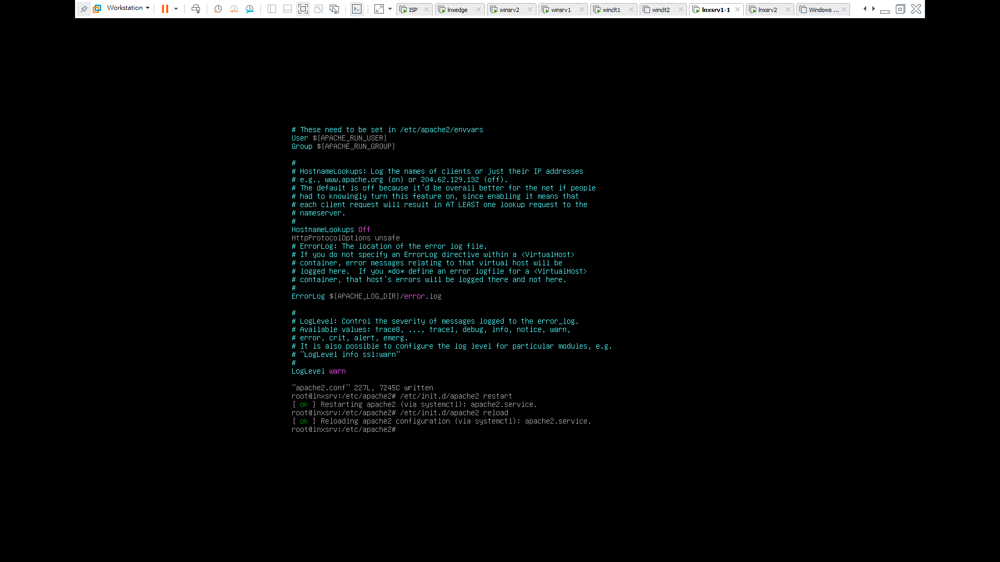 Workstation
ISP
lnxedge
winsrv2
winsrv1
winclt1
winclt2
lnxsrv1-1
lnxsrv2
Windows ...
# These need to be set in /etc/apache2/envvars
User ${APACHE_RUN_USER}
Group ${APACHE_RUN_GROUP}
#
# HostnameLookups: Log the names of clients or just their IP addresses
# e.g., www.apache.org (on) or 204.62.129.132 (off).
# The default is off because it'd be overall better for the net if people
# had to knowingly turn this feature on, since enabling it means that
# each client request will result in AT LEAST one lookup request to the
# nameserver.
#
HostnameLookups Off
HttpProtocolOptions unsafe
# ErrorLog: The location of the error log file.
# If you do not specify an ErrorLog directive within a <VirtualHost>
# container, error messages relating to that virtual host will be
# logged here.  If you *do* define an error logfile for a <VirtualHost>
# container, that host's errors will be logged there and not here.
#
ErrorLog ${APACHE_LOG_DIR}/error.log
#
# LogLevel: Control the severity of messages logged to the error_log.
# Available values: trace8, ..., trace1, debug, info, notice, warn,
# error, crit, alert, emerg.
# It is also possible to configure the log level for particular modules, e.g.
# "LogLevel info ssl:warn"
#
LogLevel warn
"apache2.conf" 227L, 7245C written
root@lnxsrv:/etc/apache2# /etc/init.d/apache2 restart
[ ok ] Restarting apache2 (via systemctl): apache2.service.
root@lnxsrv:/etc/apache2# /etc/init.d/apache2 reload
[ ok ] Reloading apache2 configuration (via systemctl): apache2.service.
root@lnxsrv:/etc/apache2#